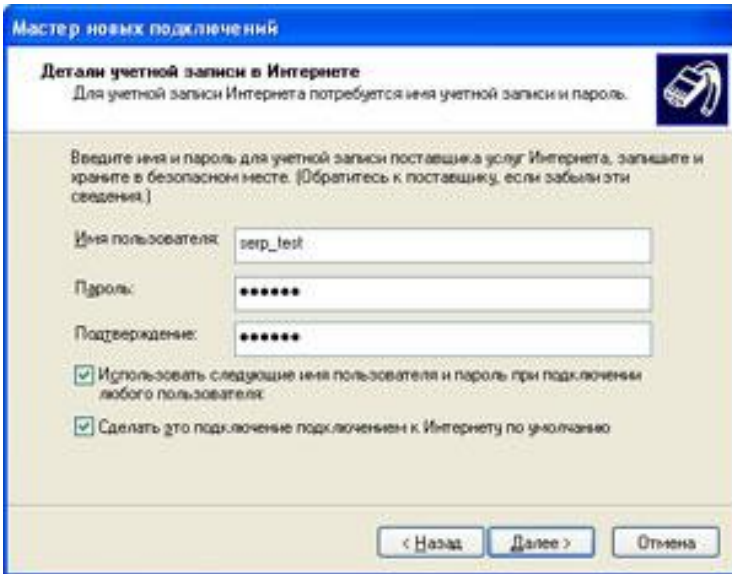 Мастер новых подключений
Детали учетной записи в Интернете
Для учетной записи Интернета потребуется имя учетной записи и пароль.
Введите имя и пароль для учетной записи поставщика услуг Интернета, запишите и
храните в безопасном месте. (Обратитесь к поставщику, если забыли эти
сведения.)
Имя пользователя:
serp_test
Пароль:
••••••
Подтверждение:
••••••
Использовать следующие имя пользователя и пароль при подключении
любого пользователя:
Сделать это подключение подключением к Интернету по умолчанию
< Назад
Далее >
Отмена